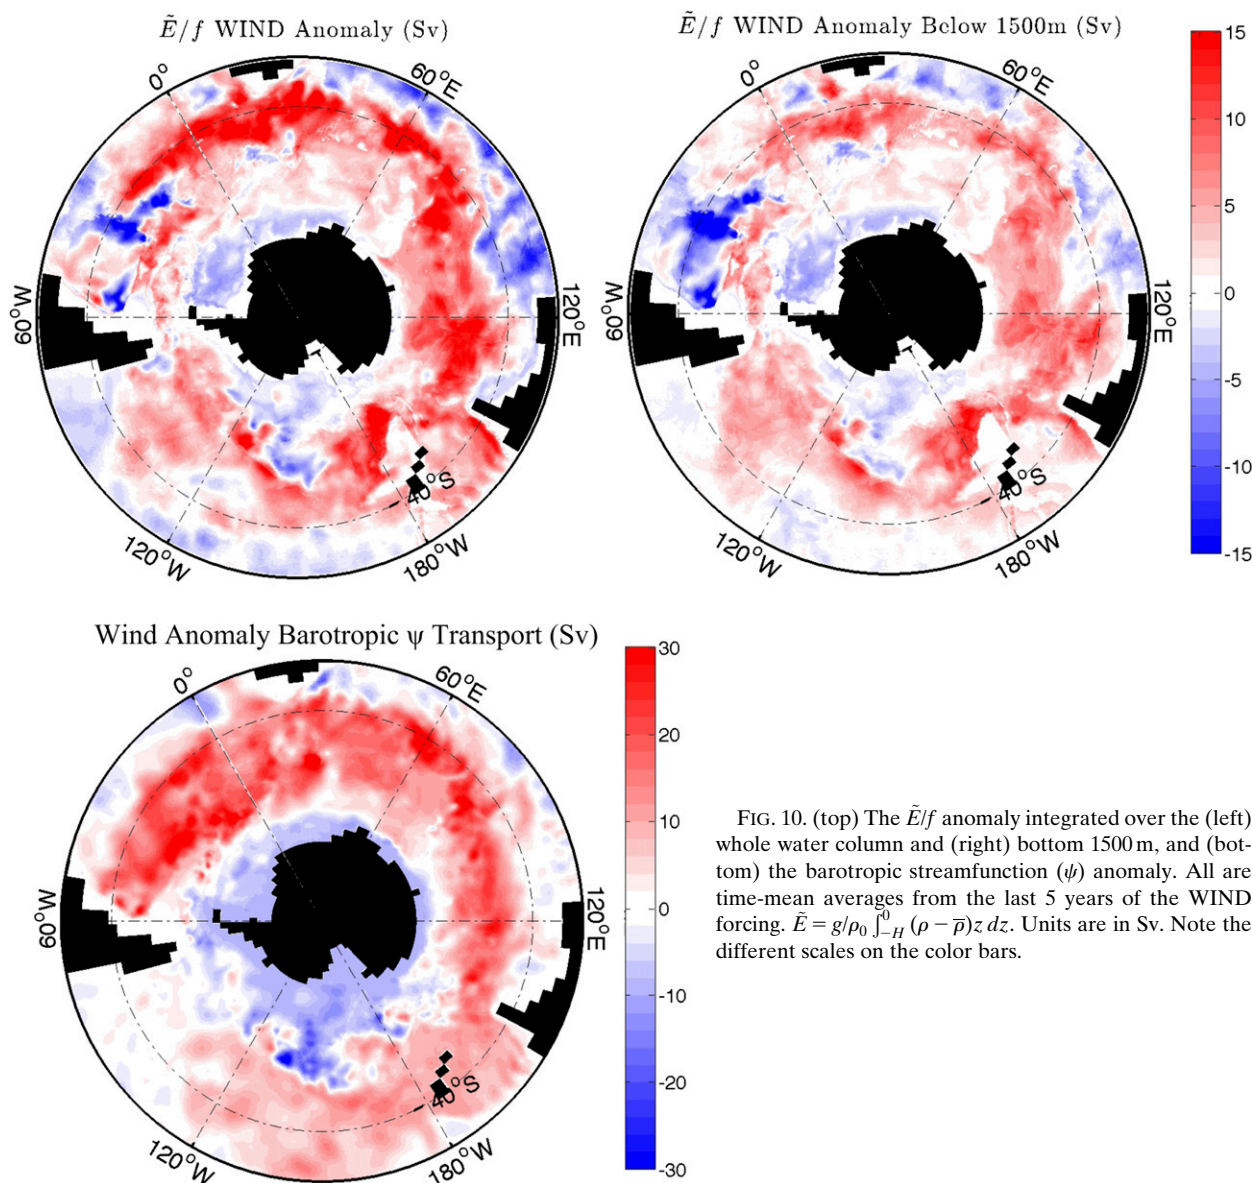 Ẽ/f WIND Anomaly (Sv)
0°
60°E
120°E
180°W
120°W
60°W
40°S
Ẽ/f WIND Anomaly Below 1500m (Sv)
0°
60°E
120°E
180°W
120°W
60°W
40°S
15
10
5
0
-5
-10
-15
Wind Anomaly Barotropic ψ Transport (Sv)
0°
60°E
120°E
180°W
120°W
60°W
40°S
30
20
10
0
-10
-20
-30
FIG. 10. (top) The Ẽ/f anomaly integrated over the (left)
whole water column and (right) bottom 1500 m, and (bot-
tom) the barotropic streamfunction (ψ) anomaly. All are
time-mean averages from the last 5 years of the WIND
forcing. Ẽ = g/ρ₀ ∫₋H⁰ (ρ − ρ̅)z dz. Units are in Sv. Note the
different scales on the color bars.